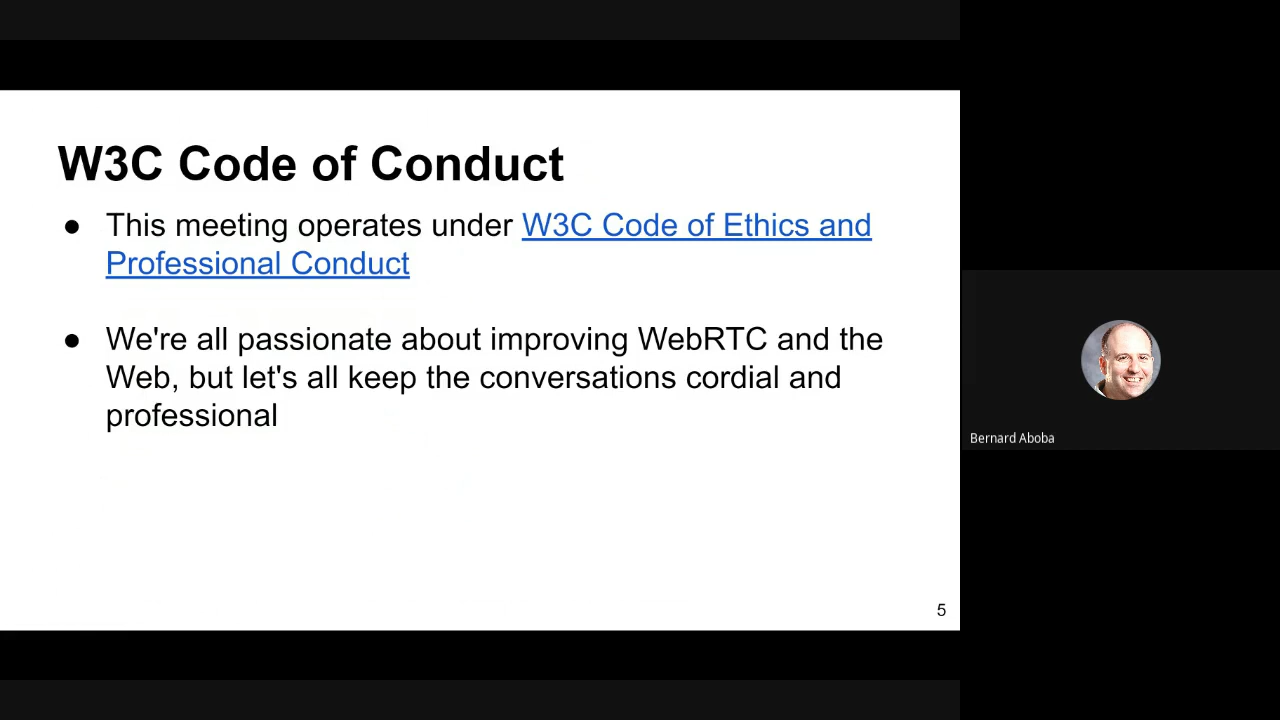 W3C Code of Conduct
● This meeting operates under W3C Code of Ethics and
Professional Conduct
● We're all passionate about improving WebRTC and the
Web, but let's all keep the conversations cordial and
professional
5
Bernard Aboba